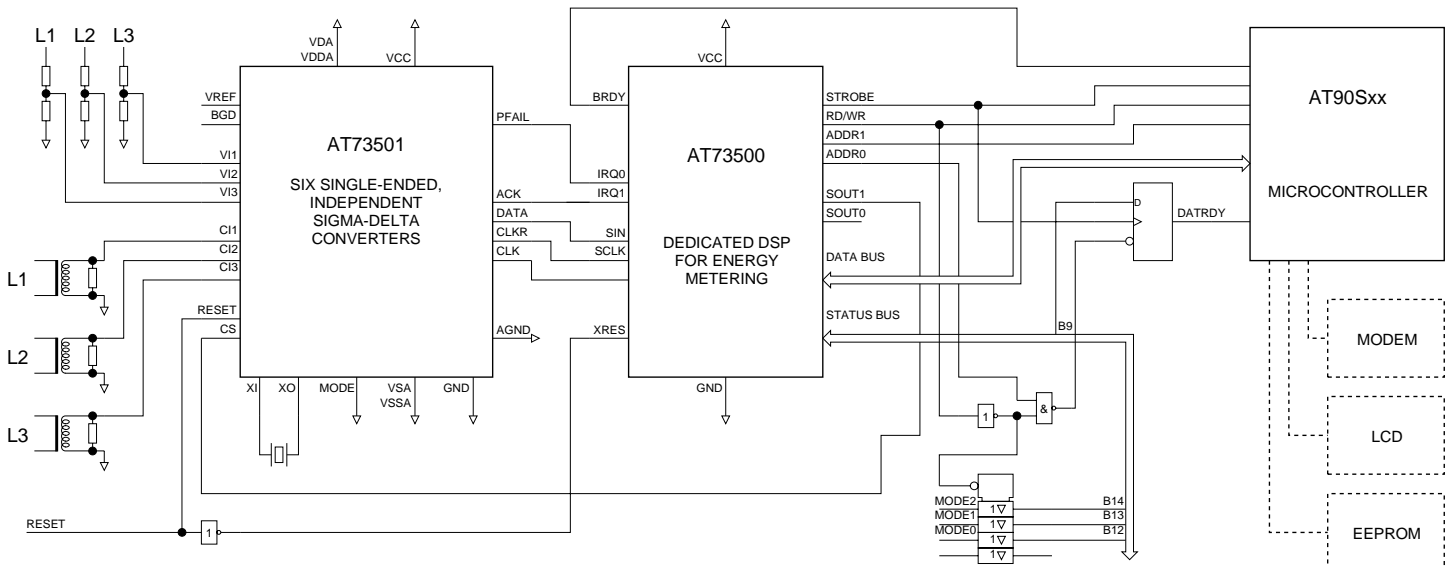 L1 L2 L3
VDA
VDDA
VCC
VCC
VREF
BGD
PFAIL
BRDY
STROBE
RD/WR
ADDR1
ADDR0
AT73501
AT73500
AT90Sxx
VI1
VI2
VI3
SIX SINGLE-ENDED,
INDEPENDENT
SIGMA-DELTA
CONVERTERS
ACK
DATA
CLKR
CLK
IRQ0
IRQ1
SIN
SCLK
SOUT1
SOUT0
MICROCONTROLLER
D
DATRDY
CI1
CI2
CI3
DEDICATED DSP
FOR ENERGY
METERING
DATA BUS
L1
RESET
CS
AGND
XRES
STATUS BUS
B9
MODEM
L2
XI
XO
MODE
VSA
VSSA
GND
GND
1
&
L3
LCD
MODE2
MODE1
MODE0
1
1
1
1
B14
B13
B12
RESET
1
EEPROM